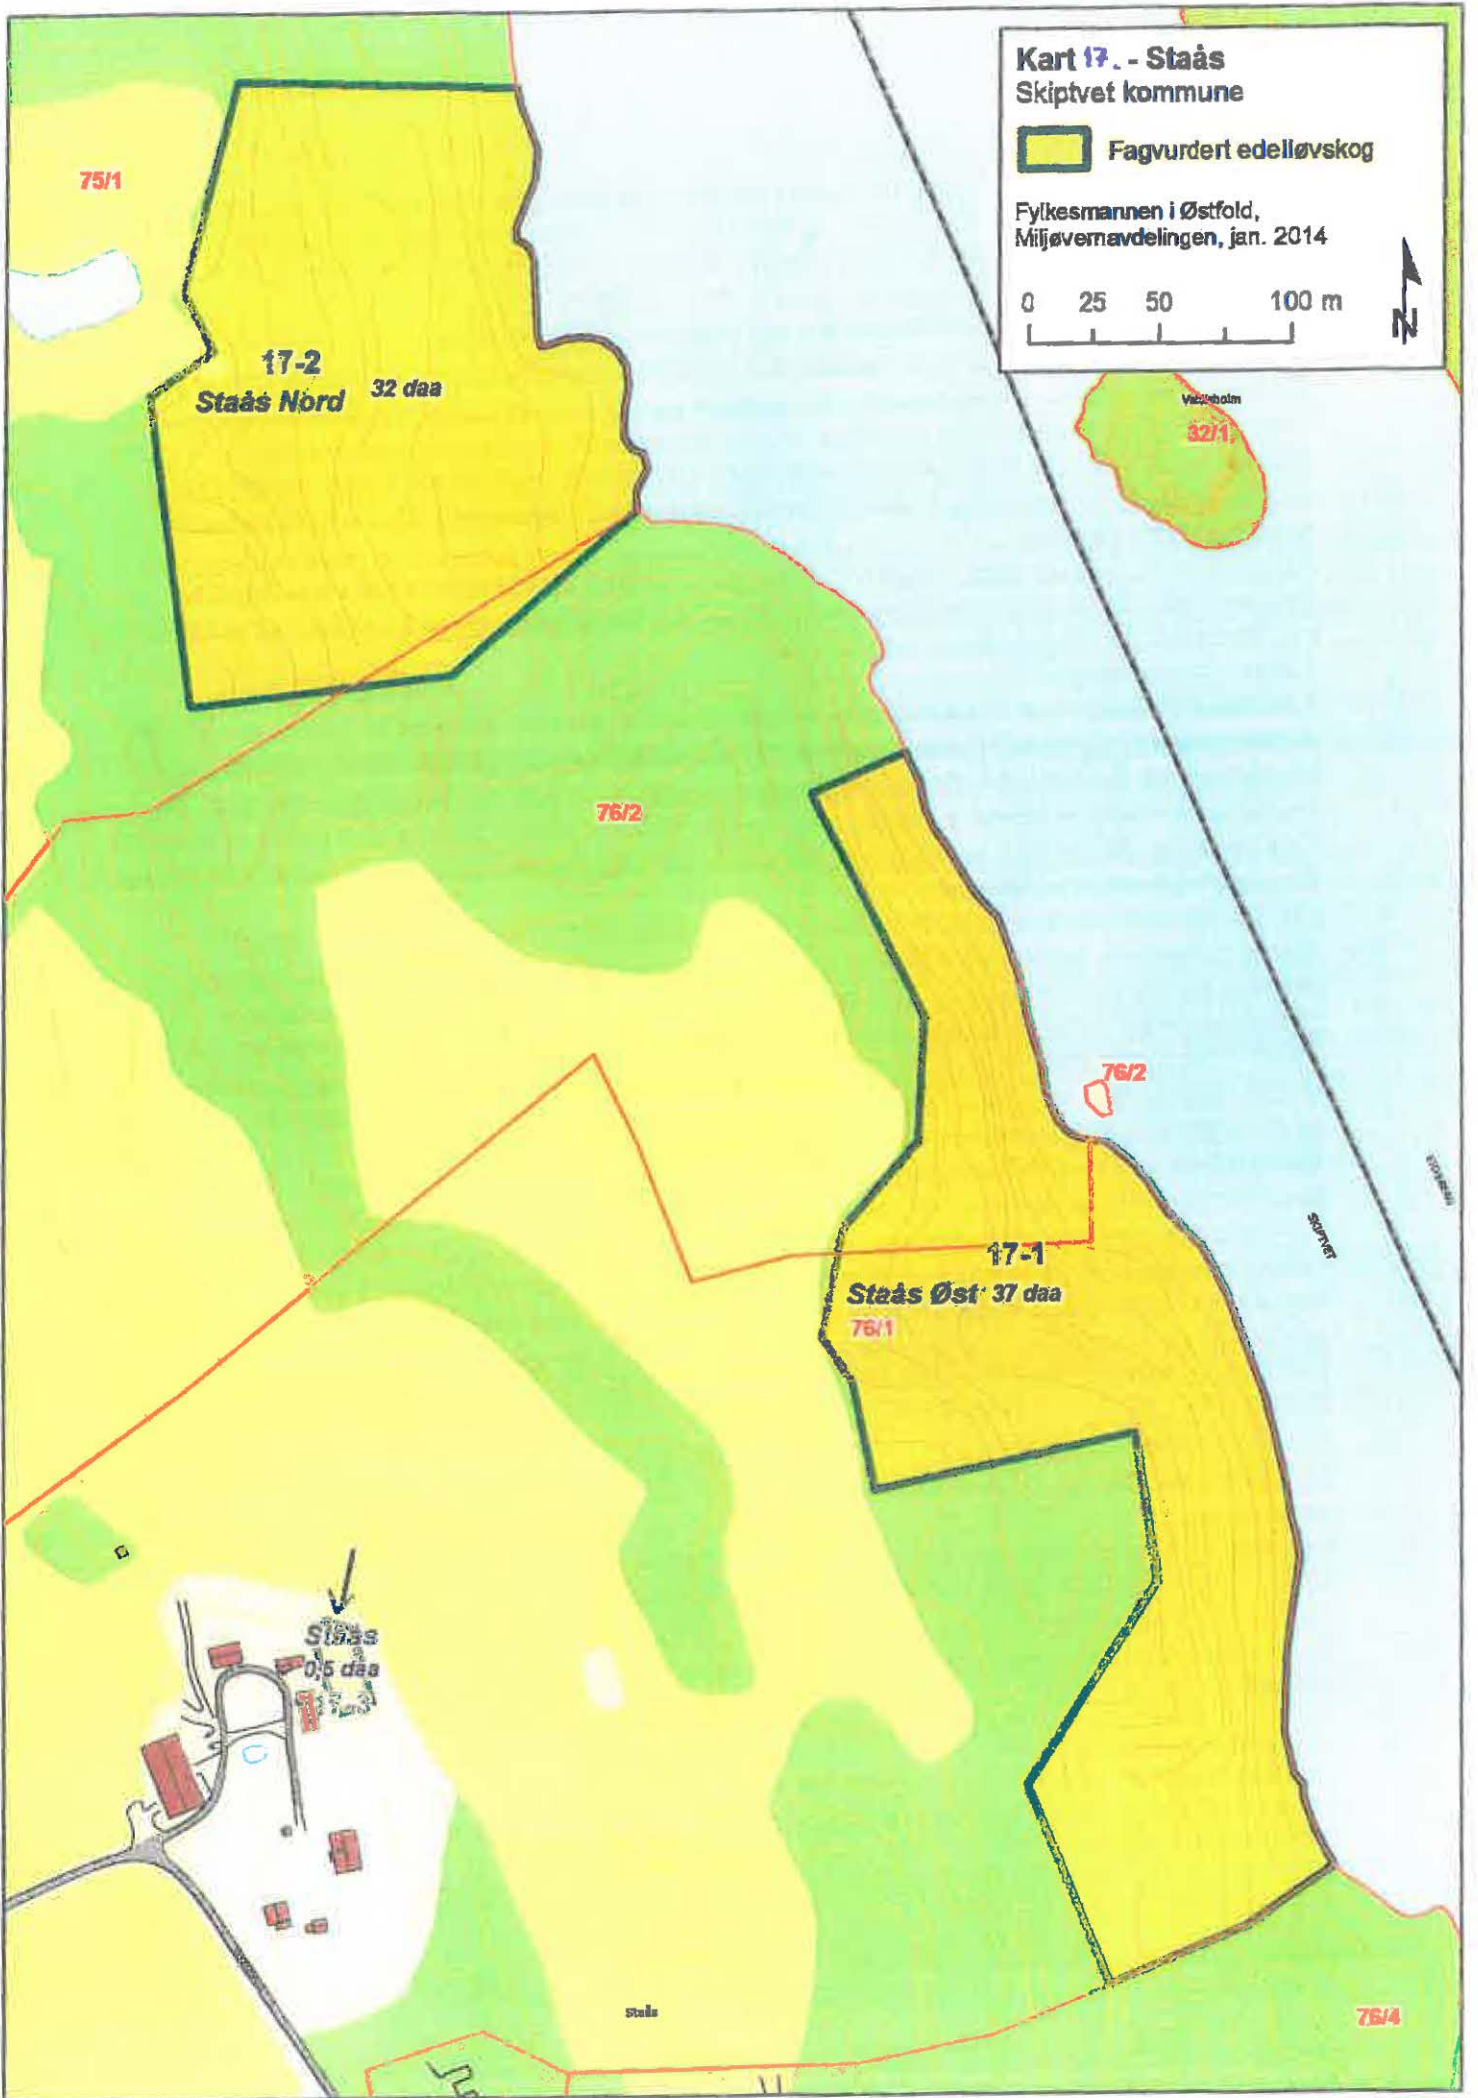 Kart 17. - Staås
Skiptvet kommune
Fagvurdert edelløvskog
Fylkesmannen i Østfold,
Miljøvernavdelingen, jan. 2014
0 25 50 100 m
N
75/1
17-2
Staås Nord 32 daa
32/1
76/2
76/2
17-1
Staås Øst 37 daa
76/1
SKIPTVET
Staås
0,5 daa
Staås
76/4